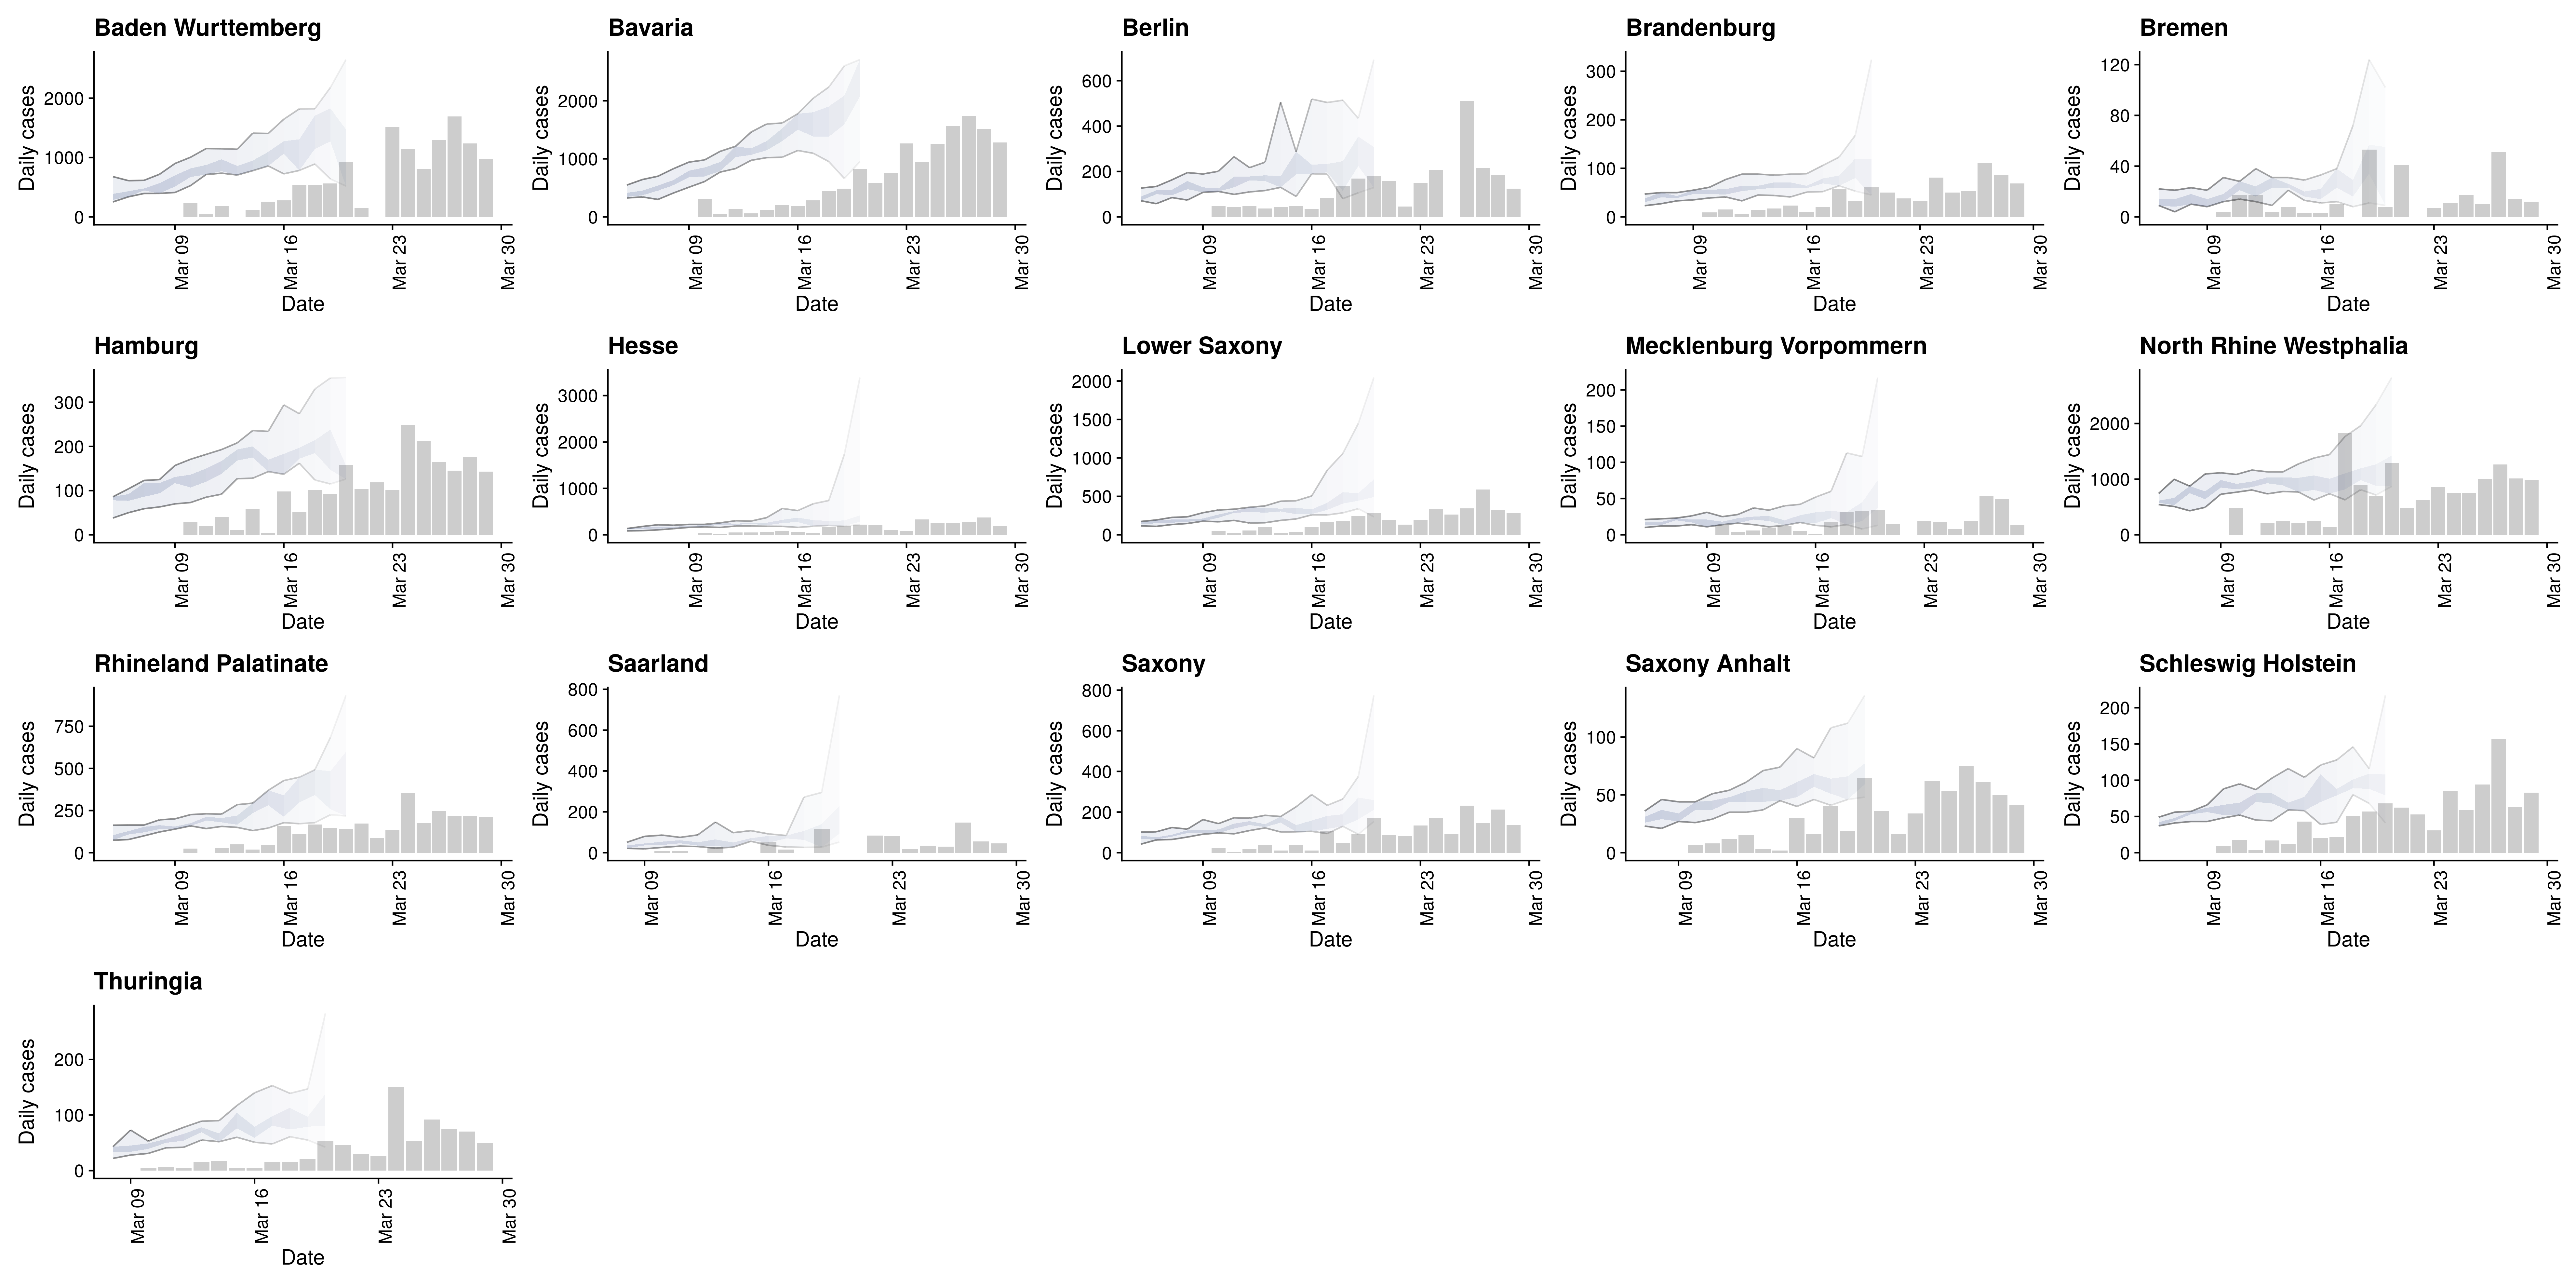 Baden Wurttemberg
Daily cases
2000
1000
0
Mar 09
Mar 16
Mar 23
Mar 30
Date
Bavaria
Daily cases
2000
1000
0
Mar 09
Mar 16
Mar 23
Mar 30
Date
Berlin
Daily cases
600
400
200
0
Mar 09
Mar 16
Mar 23
Mar 30
Date
Brandenburg
Daily cases
300
200
100
0
Mar 09
Mar 16
Mar 23
Mar 30
Date
Bremen
Daily cases
120
80
40
0
Mar 09
Mar 16
Mar 23
Mar 30
Date
Hamburg
Daily cases
300
200
100
0
Mar 09
Mar 16
Mar 23
Mar 30
Date
Hesse
Daily cases
3000
2000
1000
0
Mar 09
Mar 16
Mar 23
Mar 30
Date
Lower Saxony
Daily cases
2000
1500
1000
500
0
Mar 09
Mar 16
Mar 23
Mar 30
Date
Mecklenburg Vorpommern
Daily cases
200
150
100
50
0
Mar 09
Mar 16
Mar 23
Mar 30
Date
North Rhine Westphalia
Daily cases
2000
1000
0
Mar 09
Mar 16
Mar 23
Mar 30
Date
Rhineland Palatinate
Daily cases
750
500
250
0
Mar 09
Mar 16
Mar 23
Mar 30
Date
Saarland
Daily cases
800
600
400
200
0
Mar 09
Mar 16
Mar 23
Mar 30
Date
Saxony
Daily cases
800
600
400
200
0
Mar 09
Mar 16
Mar 23
Mar 30
Date
Saxony Anhalt
Daily cases
100
50
0
Mar 09
Mar 16
Mar 23
Mar 30
Date
Schleswig Holstein
Daily cases
200
150
100
50
0
Mar 09
Mar 16
Mar 23
Mar 30
Date
Thuringia
Daily cases
200
100
0
Mar 09
Mar 16
Mar 23
Mar 30
Date